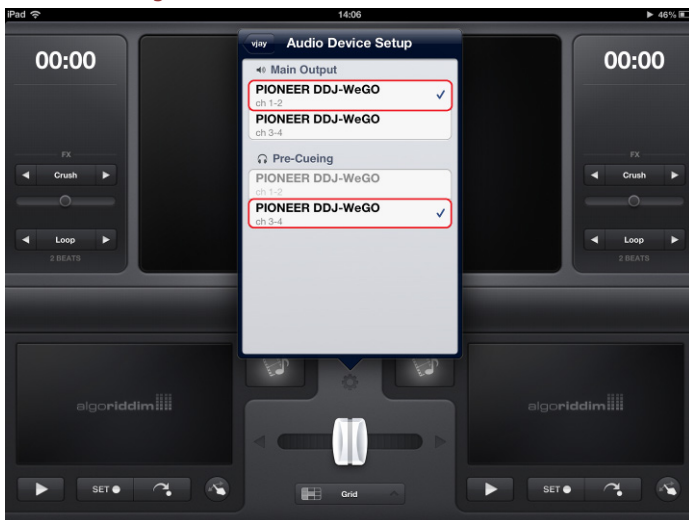 iPad
14:06
46%
vjay
Audio Device Setup
Main Output
PIONEER DDJ-WeGO
ch 1-2
PIONEER DDJ-WeGO
ch 3-4
Pre-Cueing
PIONEER DDJ-WeGO
ch 1-2
PIONEER DDJ-WeGO
ch 3-4
00:00
FX
Crush
Loop
2 BEATS
00:00
FX
Crush
Loop
2 BEATS
algoriddim
algoriddim
SET
Grid
SET